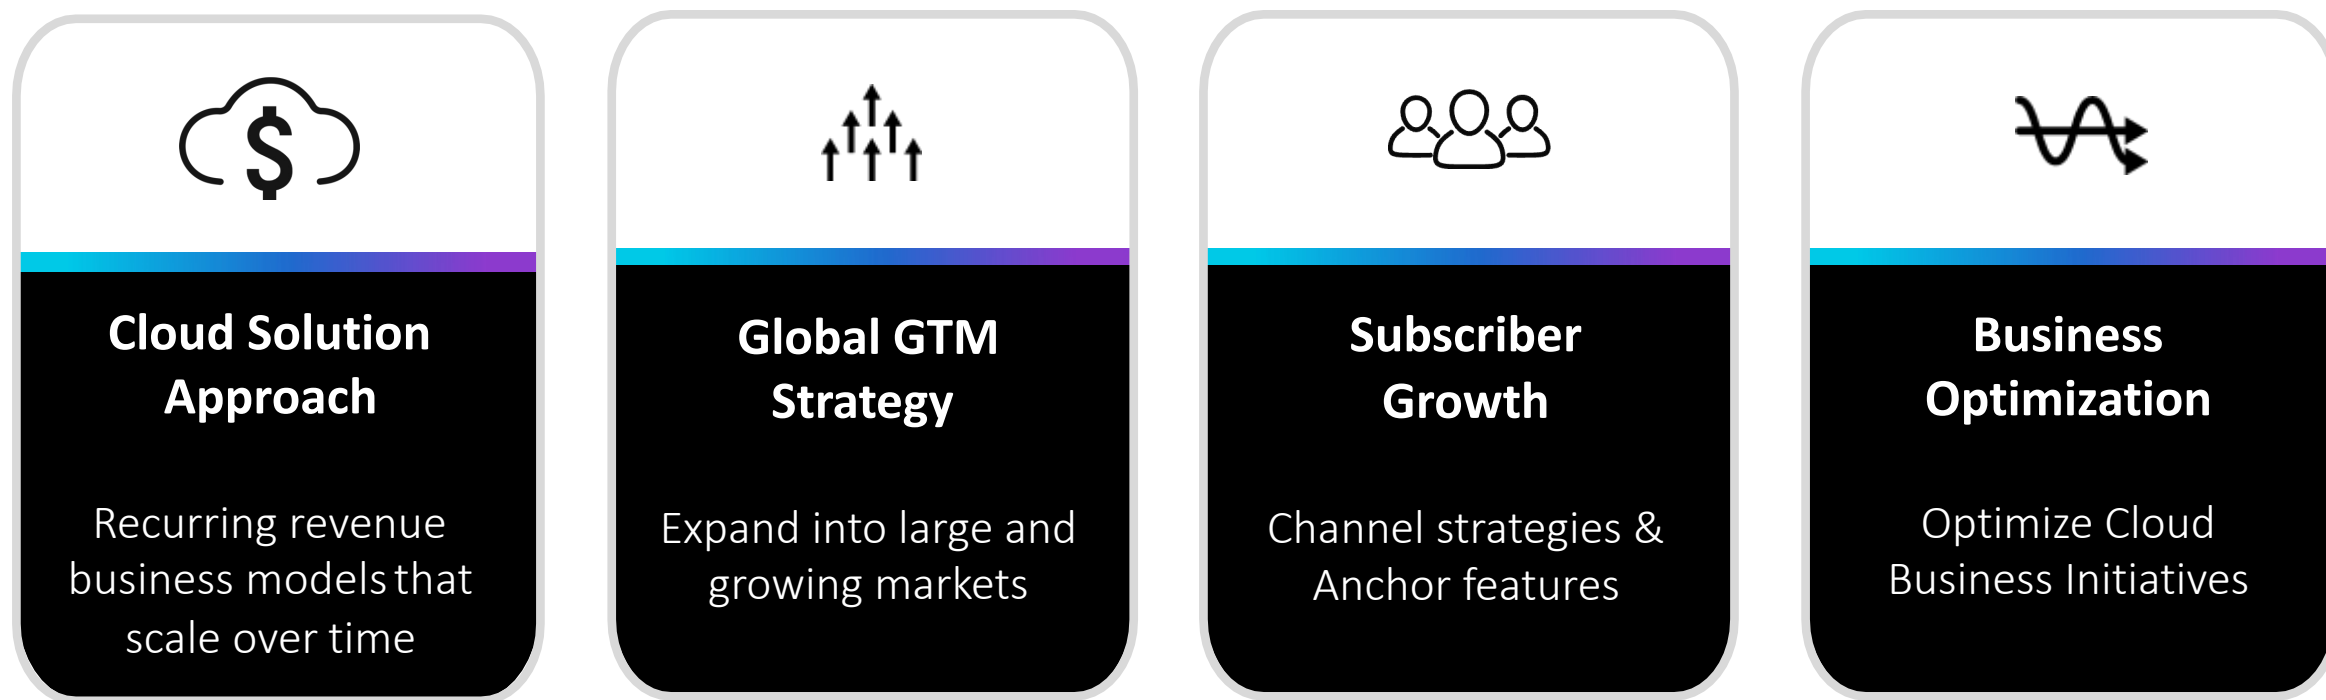 Cloud Solution
Approach
Recurring revenue
business models that
scale over time
Global GTM
Strategy
Expand into large and
growing markets
Subscriber
Growth
Channel strategies &
Anchor features
Business
Optimization
Optimize Cloud
Business Initiatives